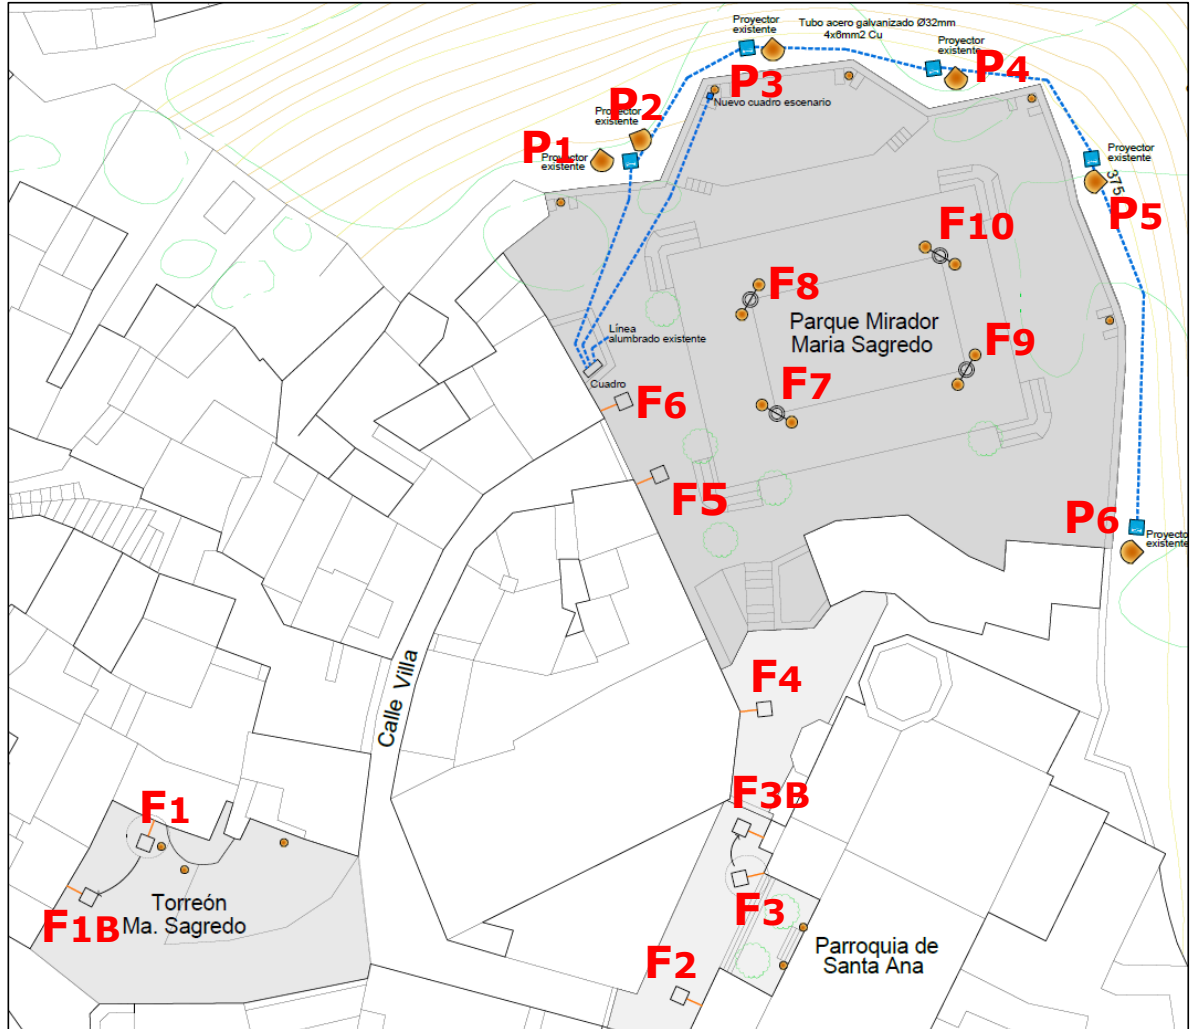 Proyector
existente
Tubo acero galvanizado Ø32mm
4x6mm2 Cu
Proyector
existente
P3
P4
Nuevo cuadro escenario
P2
Proyector
existente
P1
Proyector
existente
Proyector
existente
375
P5
F10
F8
Parque Mirador
Maria Sagredo
Línea
alumbrado existente
F9
Cuadro
F6
F7
F5
P6
Proyector
existente
Calle Villa
F4
F3B
F1
F1B
Torreón
Ma. Sagredo
F3
F2
Parroquia de
Santa Ana